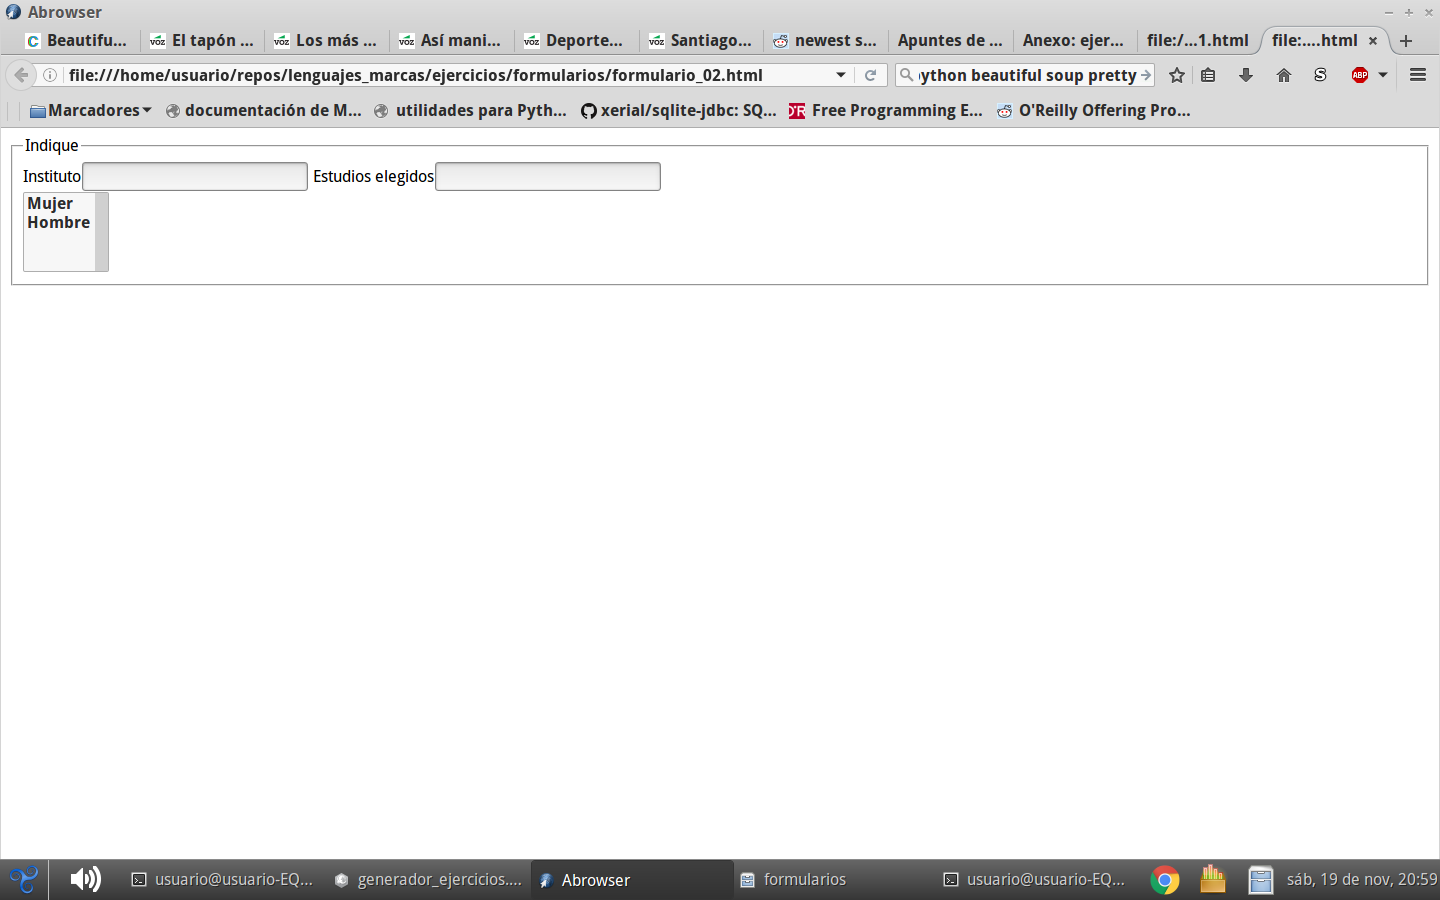 Abrowser
Beautifu... El tapón ... Los más ... Así mani... Deporte... Santiago... newest s... Apuntes de ... Anexo: ejer... file:/...1.html file:....html
file:///home/usuario/repos/lenguajes_marcas/ejercicios/formularios/formulario_02.html python beautiful soup pretty S ABP
Marcadores documentación de M... utilidades para Pyth... xerial/sqlite-jdbc: SQ... Free Programming E... O'Reilly Offering Pro...
Indique
Instituto Estudios elegidos
Mujer
Hombre
usuario@usuario-EQ... generador_ejercicios.... Abrowser formularios usuario@usuario-EQ... sáb, 19 de nov, 20:59